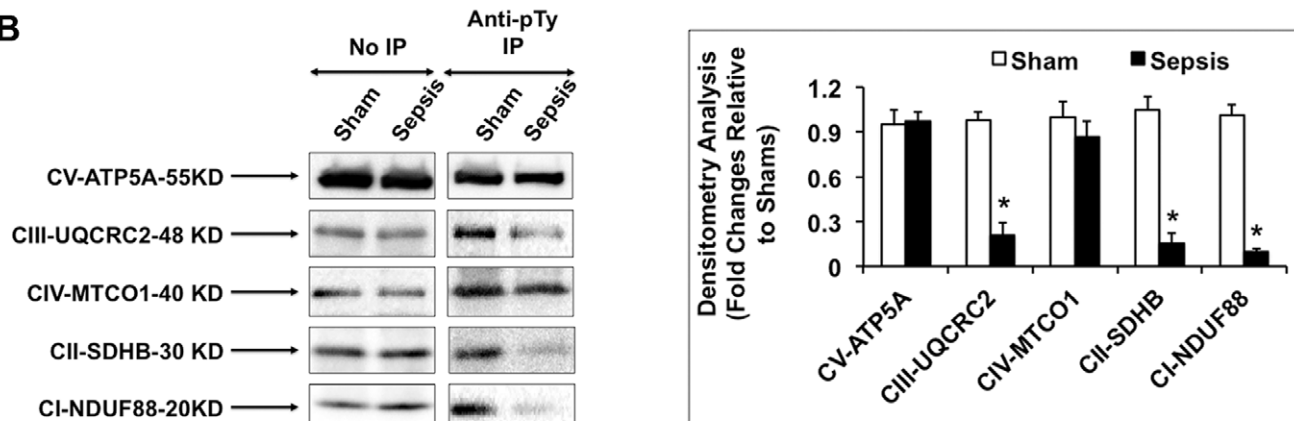 B
No IP
Anti-pTy
IP
Sham
Sepsis
Sham
Sepsis
CV-ATP5A-55KD
CIII-UQCRC2-48 KD
CIV-MTCO1-40 KD
CII-SDHB-30 KD
CI-NDUF88-20KD
Densitometry Analysis
(Fold Changes Relative
to Shams)
Sham
Sepsis
1.2
0.9
0.6
0.3
0
*
*
*
CV-ATP5A
CIII-UQCRC2
CIV-MTCO1
CII-SDHB
CI-NDUF88